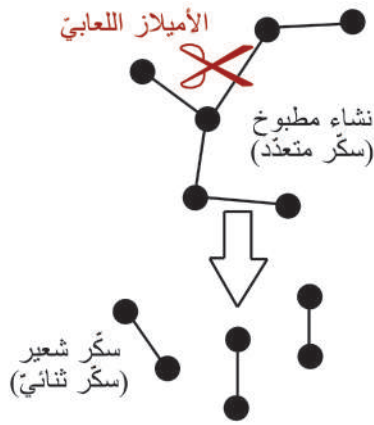 الأميلاز اللعابيّ
نشاء مطبوخ
(سكّر متعدّد)
سكّر شعير
(سكّر ثنائيّ)